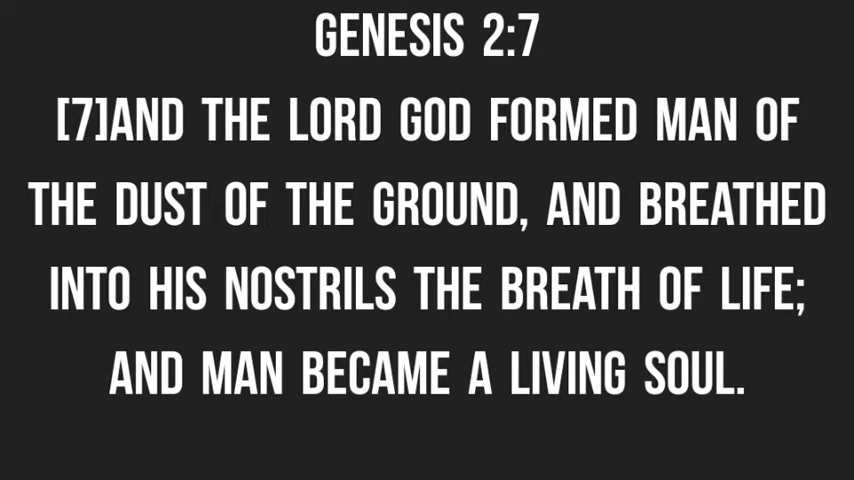 GENESIS 2:7
[7]AND THE LORD GOD FORMED MAN OF
THE DUST OF THE GROUND, AND BREATHED
INTO HIS NOSTRILS THE BREATH OF LIFE;
AND MAN BECAME A LIVING SOUL.